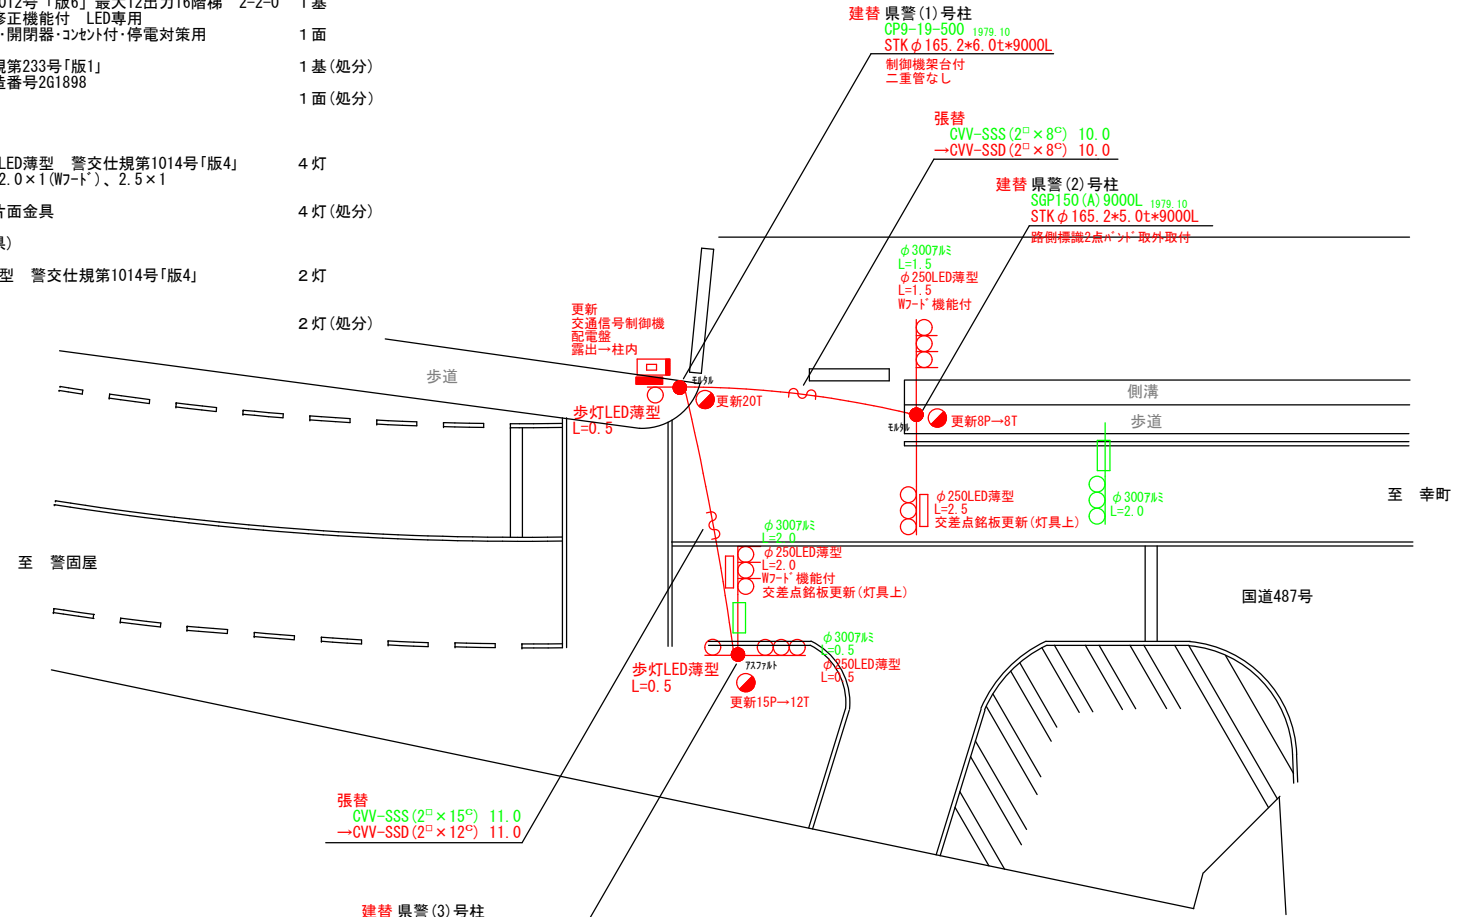 012号「版6」最大12出力16階梯 2-2-0 1基
修正機能付 LED専用
・開閉器・コンセント付・停電対策用 1面
規第233号「版1」 1基(処分)
造番号2G1898
1面(処分)
LED薄型 警交仕規第1014号「版4」 4灯
2.0×1(Wフード)、2.5×1
片面金具 4灯(処分)
具)
型 警交仕規第1014号「版4」 2灯
2灯(処分)
建替 県警(1)号柱
CP9-19-500 1979.10
STKφ165.2*6.0t*9000L
制御機架台付
二重管なし
張替
CVV-SSS(2□×8C) 10.0
→CVV-SSD(2□×8C) 10.0
建替 県警(2)号柱
SGP150(A)9000L 1979.10
STKφ165.2*5.0t*9000L
路側標識2点バンド取外取付
φ300アルミ
L=1.5
φ250LED薄型
L=1.5
Wフード機能付
更新
交通信号制御機
配電盤
露出→柱内
歩道
モルタル
更新20T
歩灯LED薄型
L=0.5
側溝
歩道
モルタル
更新8P→8T
至 幸町
φ250LED薄型
L=2.5
交差点銘板更新(灯具上)
φ300アルミ
L=2.0
φ300アルミ
L=2.0
φ250LED薄型
L=2.0
Wフード機能付
交差点銘板更新(灯具上)
至 警固屋
国道487号
φ300アルミ
L=0.5
φ250LED薄型
L=0.5
歩灯LED薄型
L=0.5
アスファルト
更新15P→12T
張替
CVV-SSS(2□×15C) 11.0
→CVV-SSD(2□×12C) 11.0
建替 県警(3)号柱